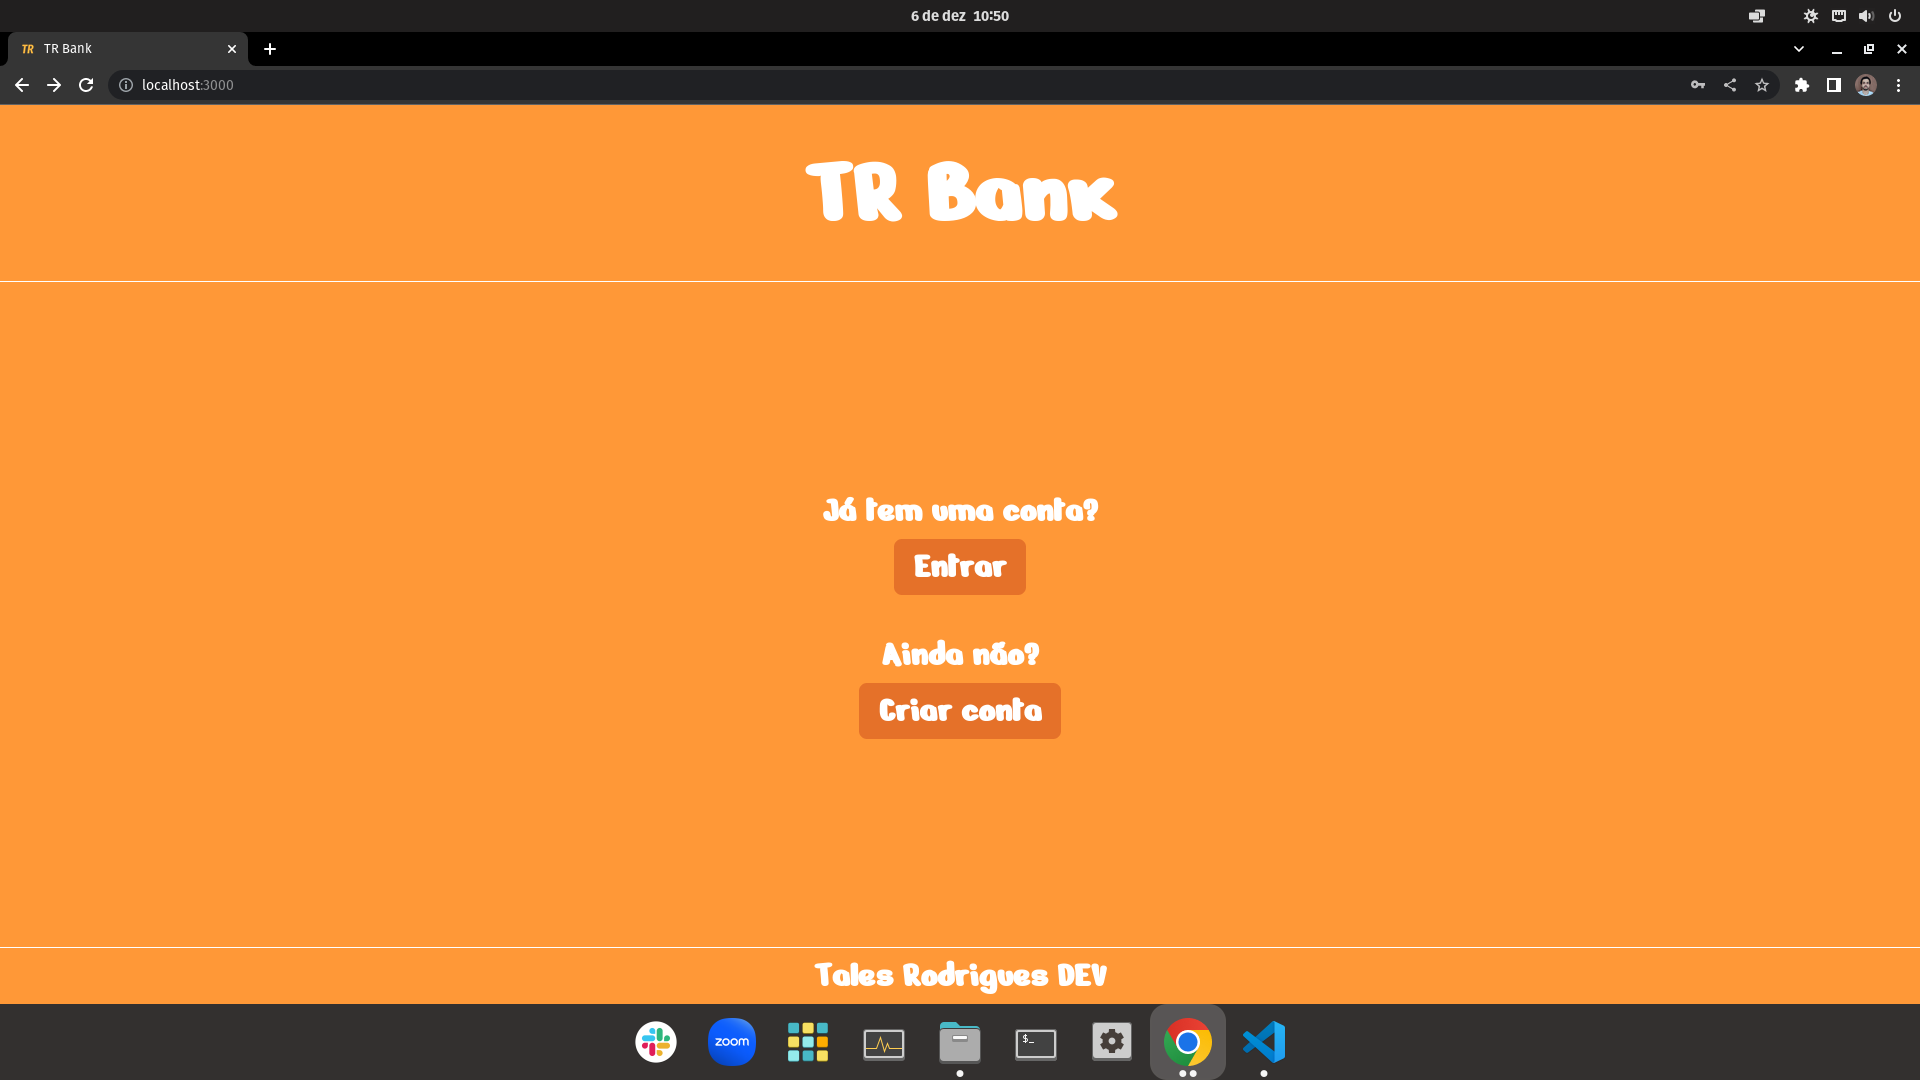 6 de dez 10:50
TR TR Bank
localhost:3000
TR Bank
Já tem uma conta?
Entrar
Ainda não?
Criar conta
Tales Rodrigues DEV
zoom
$_